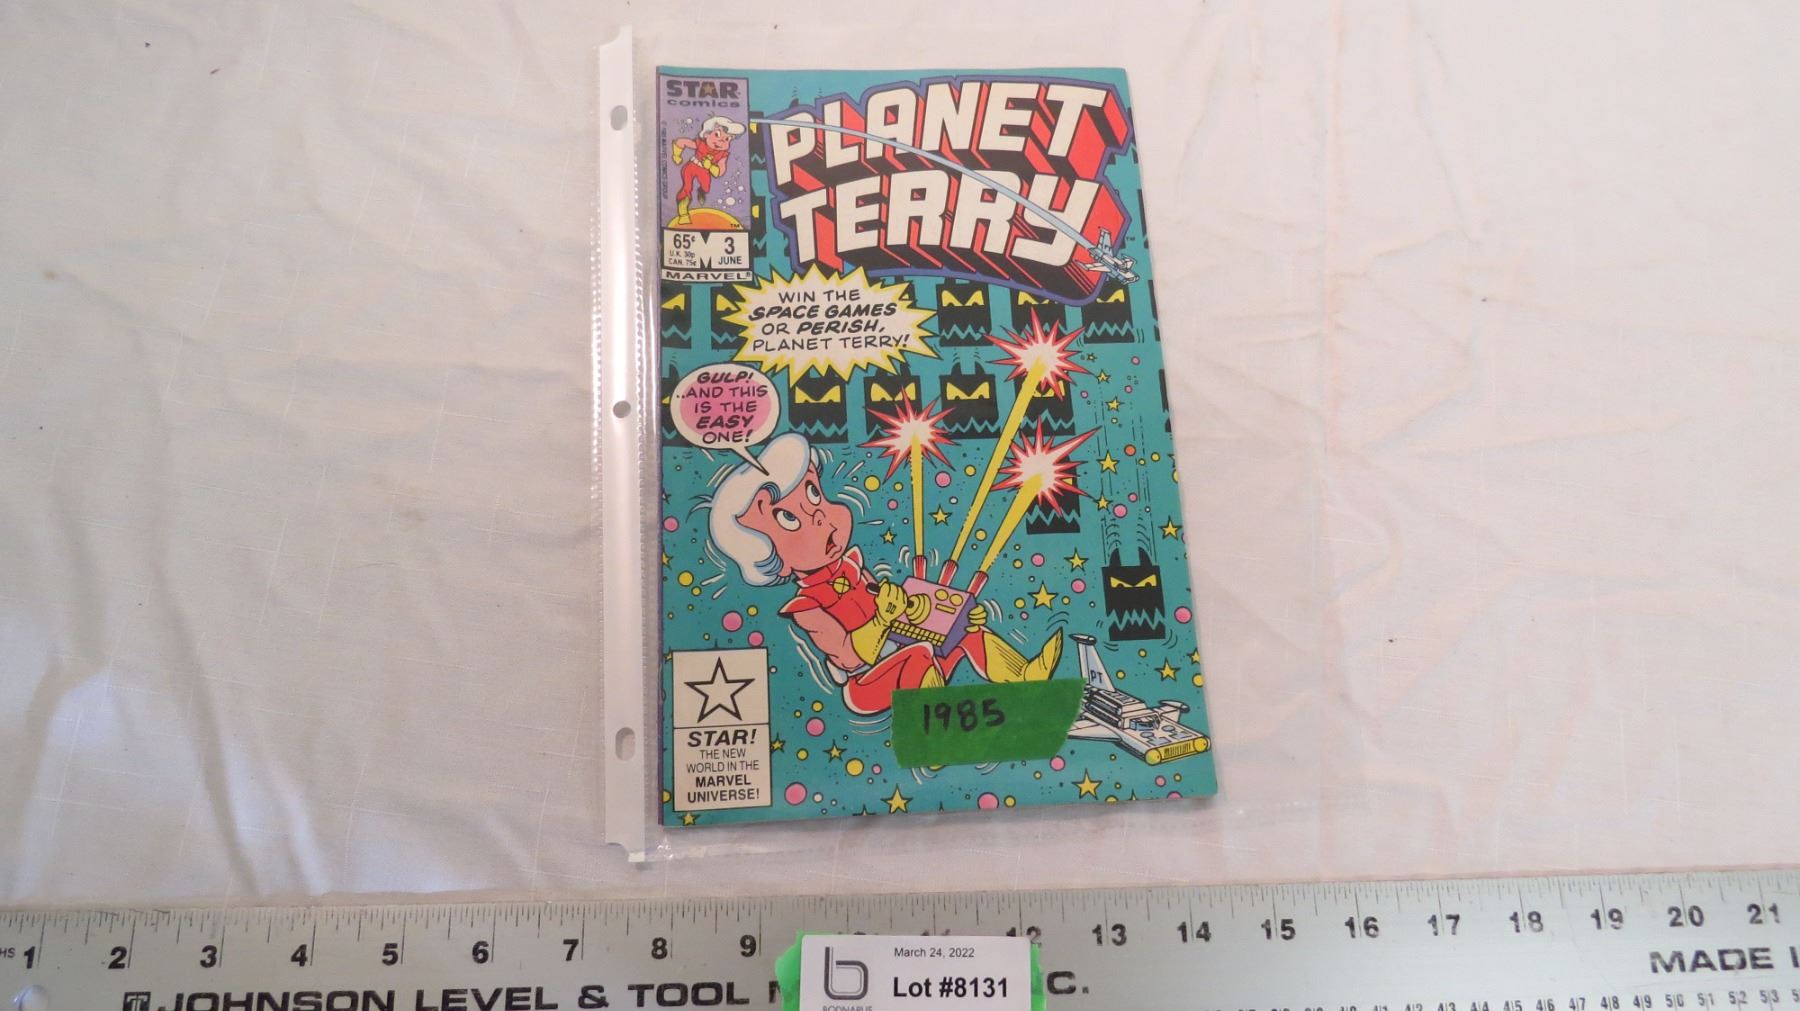 STAR
comics
PLANET
TERRY
65¢
U.K. 30p
CAN. 75¢
M
3
JUNE
MARVEL®
WIN THE
SPACE GAMES
OR PERISH,
PLANET TERRY!
GULP!
..AND THIS
IS THE
EASY
ONE!
PT
1985
STAR!
THE NEW
WORLD IN THE
MARVEL
UNIVERSE!
1 2 3 4 5 6 7 8 9 12 13 14 15 16 17 18 19 20 21
MADE
JOHNSON LEVEL & TOOL
C.
March 24, 2022
Lot #8131